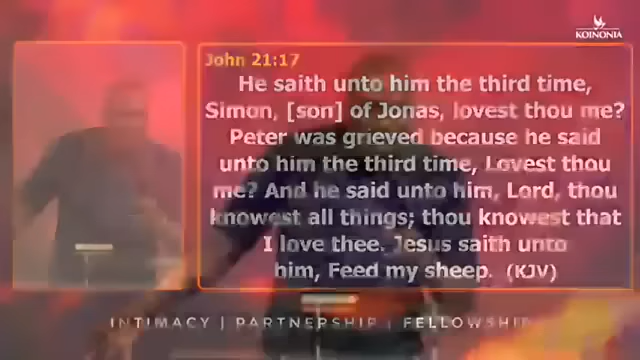 KOINONIA
John 21:17
He saith unto him the third time,
Simon, [son] of Jonas, lovest thou me?
Peter was grieved because he said
unto him the third time, Lovest thou
me? And he said unto him, Lord, thou
knowest all things; thou knowest that
I love thee. Jesus saith unto
him, Feed my sheep. (KJV)
INTIMACY | PARTNERSHIP | FELLOWSHIP